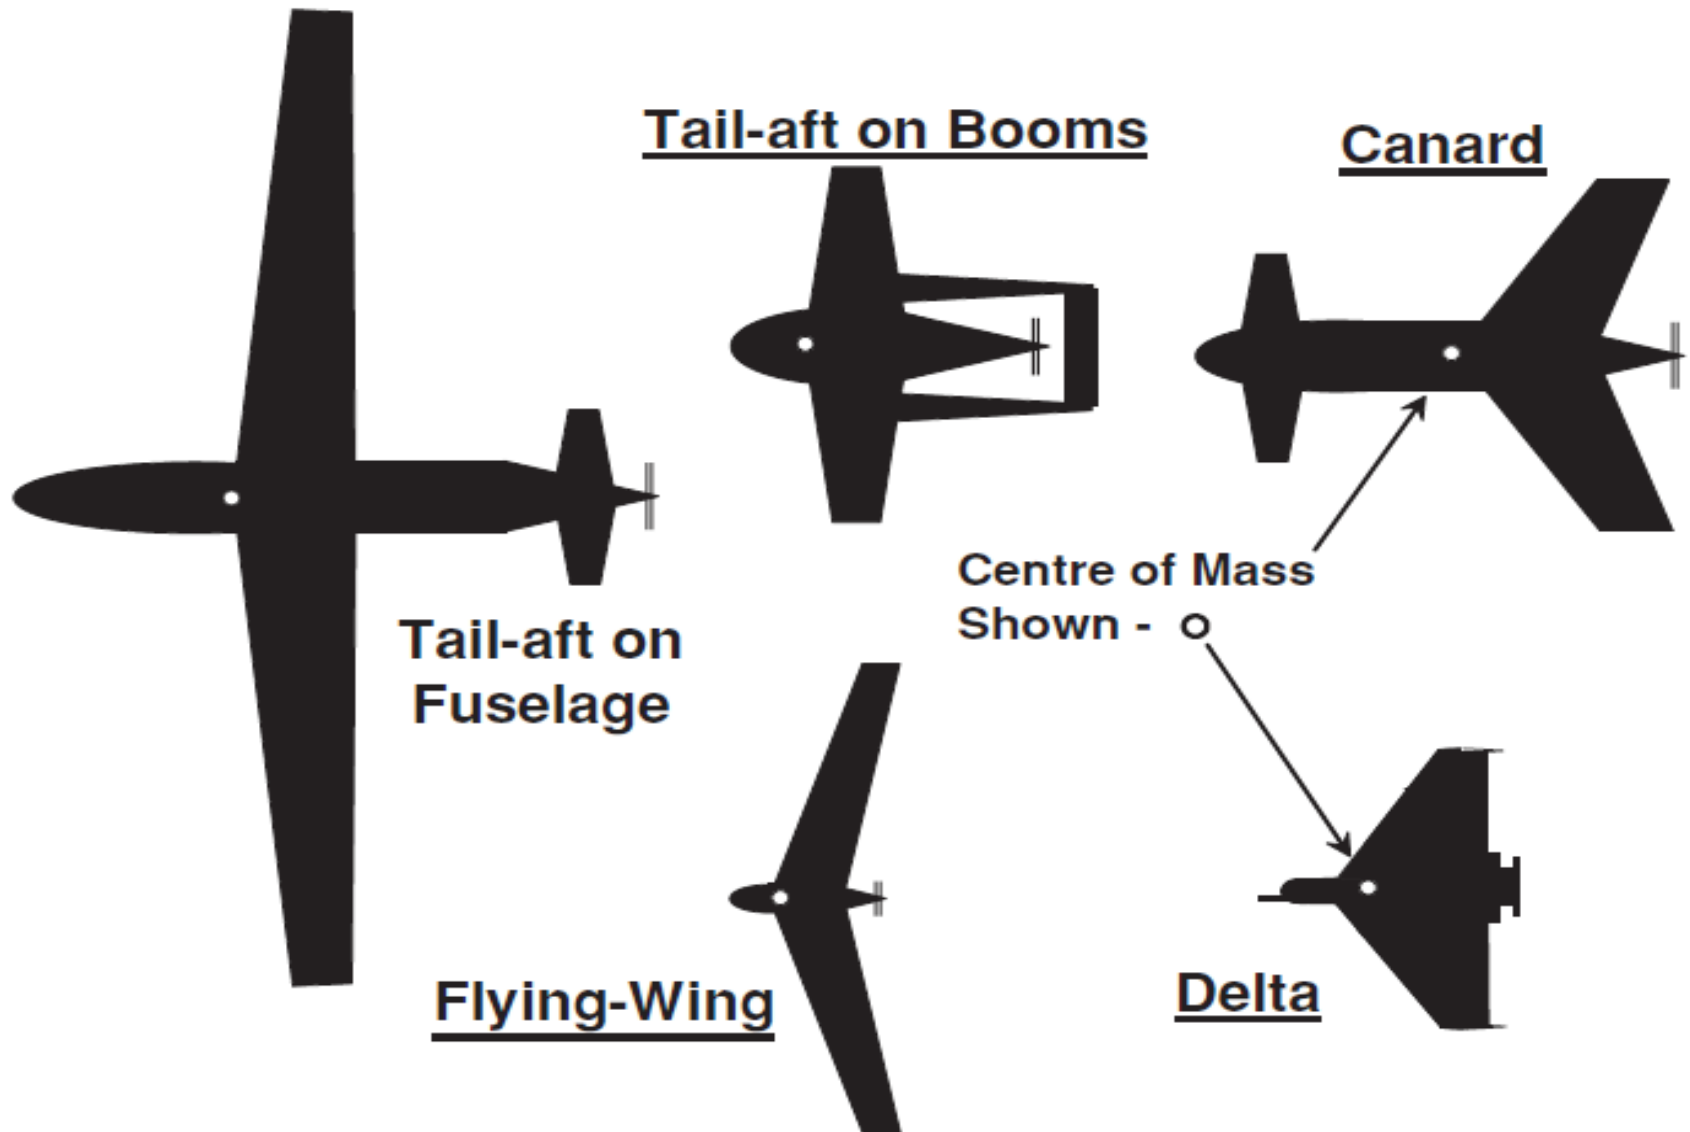 Tail-aft on Booms
Canard
Centre of Mass
Shown - O
Tail-aft on
Fuselage
Flying-Wing
Delta